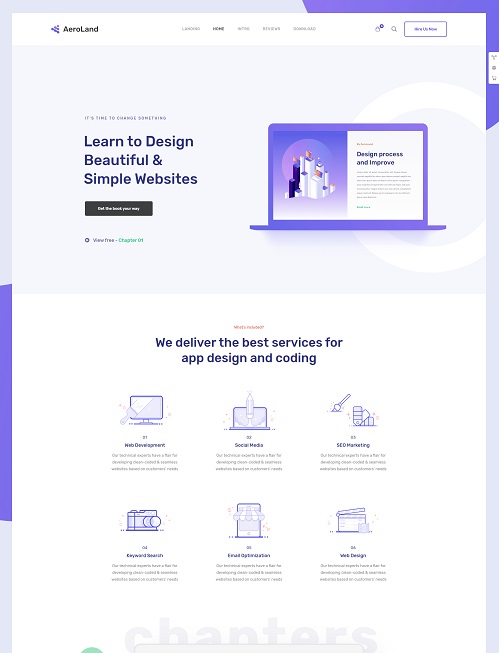 AeroLand
LANDING HOME INTRO REVIEWS DOWNLOAD
Hire Us Now
IT'S TIME TO CHANGE SOMETHING
Learn to Design
Beautiful &
Simple Websites
Get the book your way
View free - Chapter 01
Design process
and Improve
Read more
What's included?
We deliver the best services for
app design and coding
01
Web Development
Our technical experts have a flair for
developing clean-coded & seamless
websites based on customers' needs
02
Social Media
Our technical experts have a flair for
developing clean-coded & seamless
websites based on customers' needs
03
SEO Marketing
Our technical experts have a flair for
developing clean-coded & seamless
websites based on customers' needs
04
Keyword Search
Our technical experts have a flair for
developing clean-coded & seamless
websites based on customers' needs
05
Email Optimization
Our technical experts have a flair for
developing clean-coded & seamless
websites based on customers' needs
06
Web Design
Our technical experts have a flair for
developing clean-coded & seamless
websites based on customers' needs
chapters